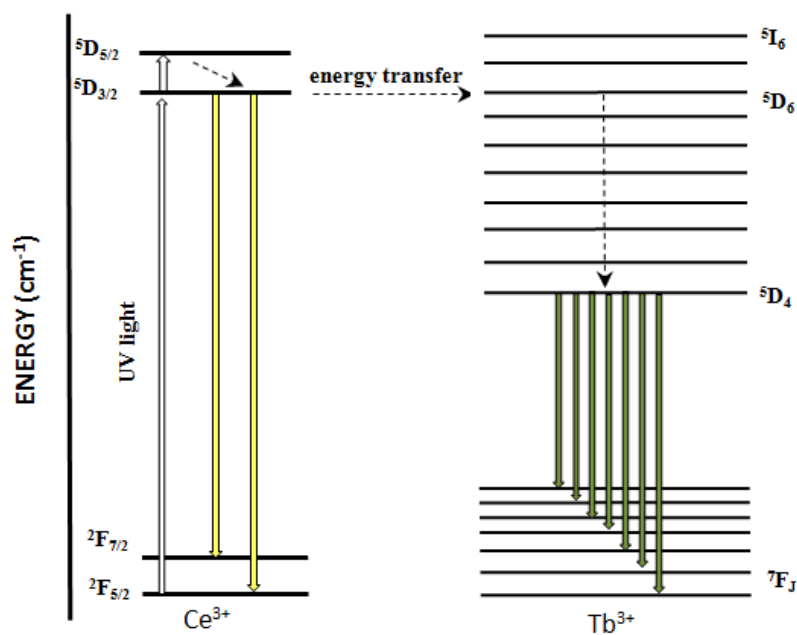 ⁵D₅/₂
⁵D₃/₂
energy transfer
⁵I₆
⁵D₆
⁵D₄
ENERGY (cm⁻¹)
UV light
²F₇/₂
²F₅/₂
⁷F_J
Ce³⁺
Tb³⁺